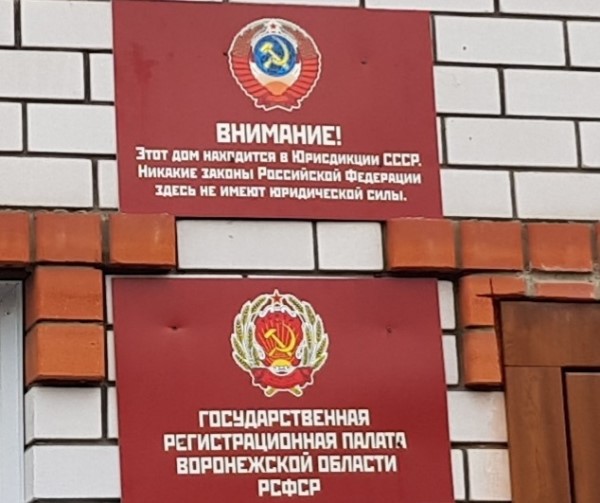 ВНИМАНИЕ!
Этот дом находится в Юрисдикции СССР.
Никакие законы Российской Федерации
здесь не имеют юридической силы.
ГОСУДАРСТВЕННАЯ
РЕГИСТРАЦИОННАЯ ПАЛАТА
ВОРОНЕЖСКОЙ ОБЛАСТИ
РСФСР